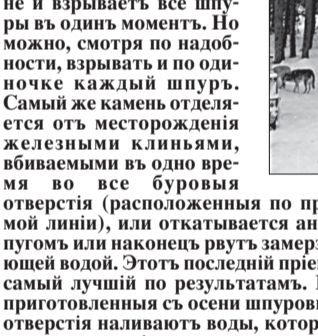 не и взрываетъ все шпу-
ры въ одинъ моментъ. Но
можно, смотря по надоб-
ности, взрывать и по оди-
ночке каждый шпуръ.
Самый же камень отделя-
ется отъ месторожденія
железными клиньями,
вбиваемыми въ одно вре-
мя во все буровыя
отверстія (расположенныя по пр
мой линіи), или откатывается ан
пугомъ или наконецъ рвутъ замерз
ющей водой. Этотъ последній пріе
самый лучшій по результатамъ.
приготовленныя съ осени шпуров
отверстія наливаютъ воды, котор